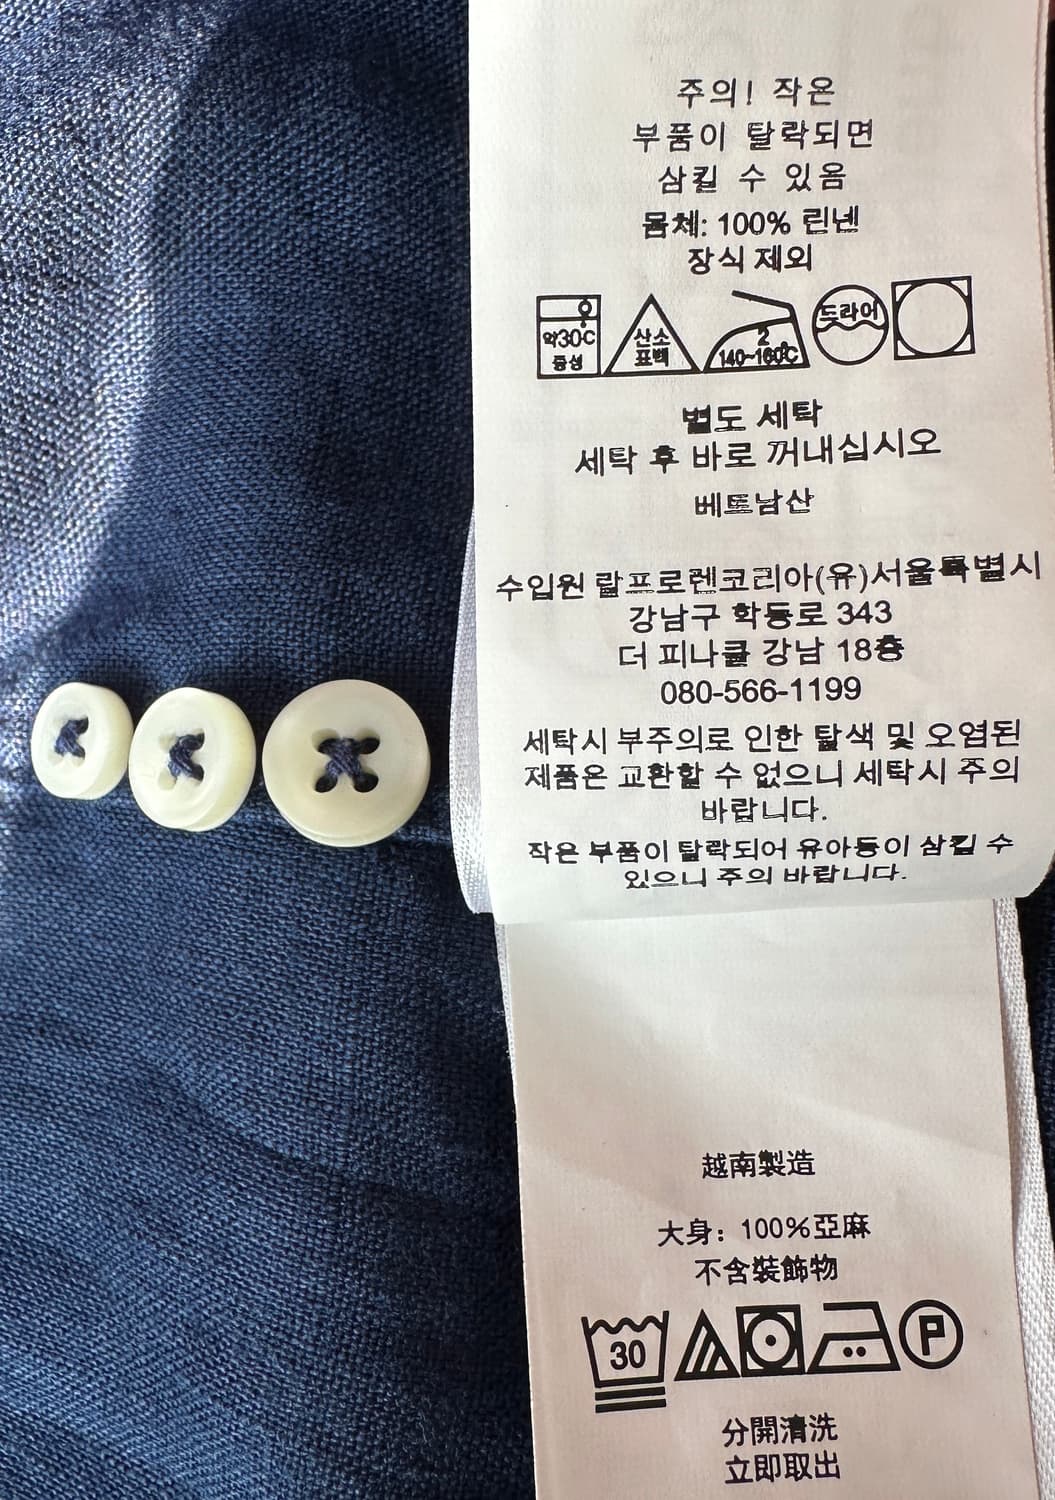 주의! 작은
부품이 탈락되면
삼킬 수 있음
몸체: 100% 린넨
장식 제외
약30℃
중성
산소
표백
2
140~160℃
드라이
별도 세탁
세탁 후 바로 꺼내십시오
베트남산
수입원 랄프로렌코리아(유)서울특별시
강남구 학동로 343
더 피나클 강남 18층
080-566-1199
세탁시 부주의로 인한 탈색 및 오염된
제품은 교환할 수 없으니 세탁시 주의
바랍니다.
작은 부품이 탈락되어 유아등이 삼킬 수
있으니 주의 바랍니다.
越南製造
大身：100%亞麻
不含裝飾物
30
P
分開清洗
立即取出